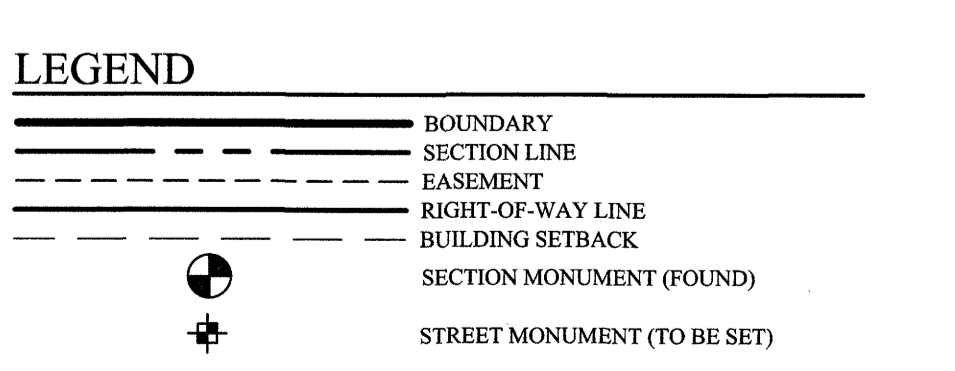 LEGEND
BOUNDARY
SECTION LINE
EASEMENT
RIGHT-OF-WAY LINE
BUILDING SETBACK
SECTION MONUMENT (FOUND)
STREET MONUMENT (TO BE SET)